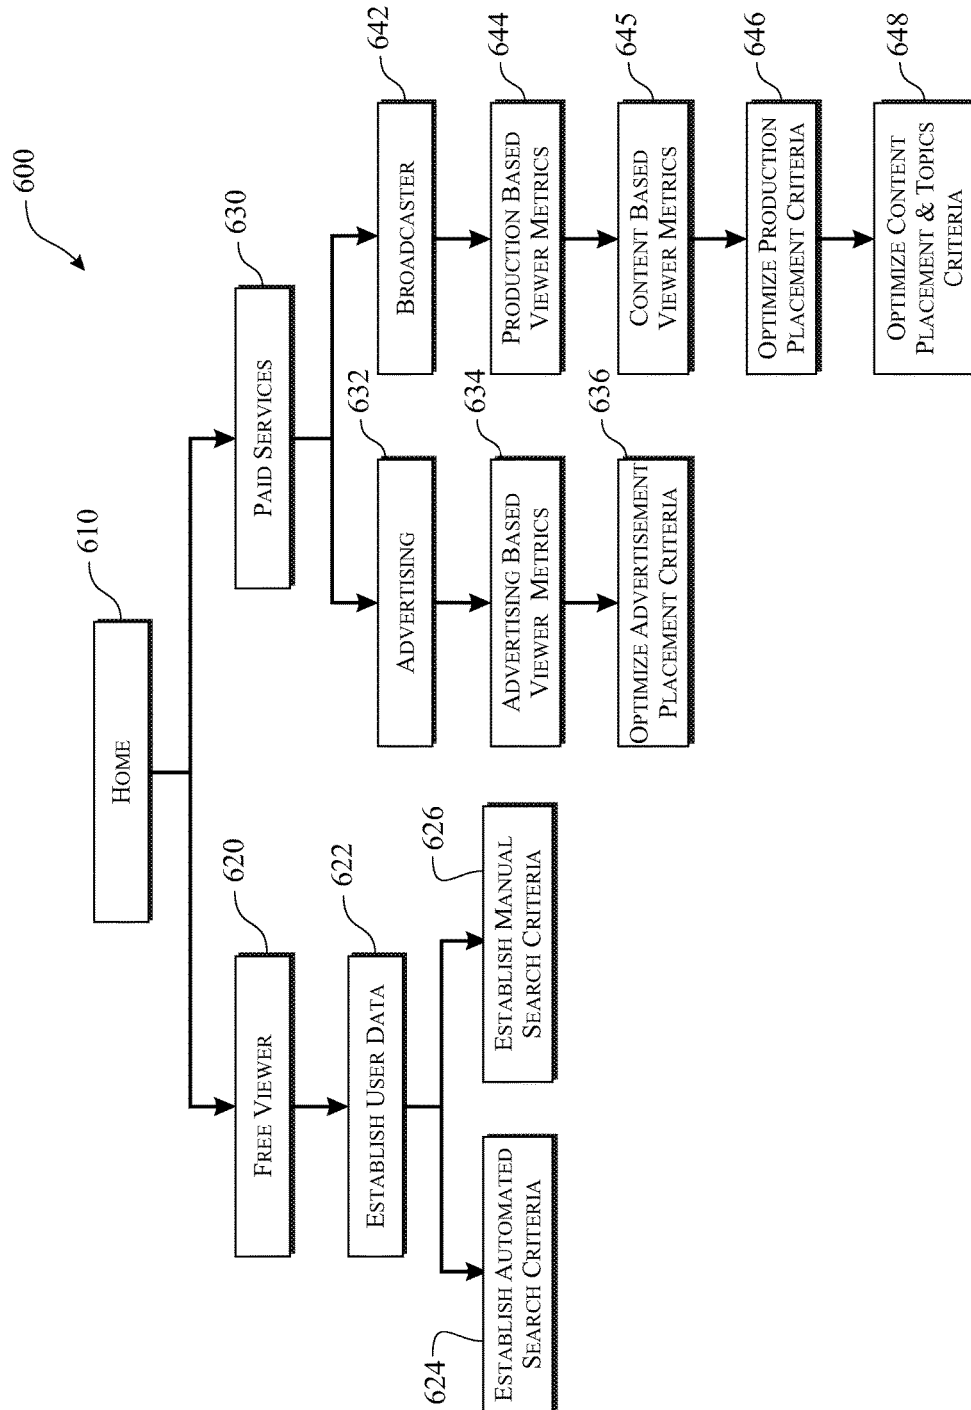 600
610
HOME
620
FREE VIEWER
622
ESTABLISH USER DATA
624
ESTABLISH AUTOMATED
SEARCH CRITERIA
626
ESTABLISH MANUAL
SEARCH CRITERIA
630
PAID SERVICES
632
ADVERTISING
634
ADVERTISING BASED
VIEWER METRICS
636
OPTIMIZE ADVERTISEMENT
PLACEMENT CRITERIA
642
BROADCASTER
644
PRODUCTION BASED
VIEWER METRICS
645
CONTENT BASED
VIEWER METRICS
646
OPTIMIZE PRODUCTION
PLACEMENT CRITERIA
648
OPTIMIZE CONTENT
PLACEMENT & TOPICS
CRITERIA